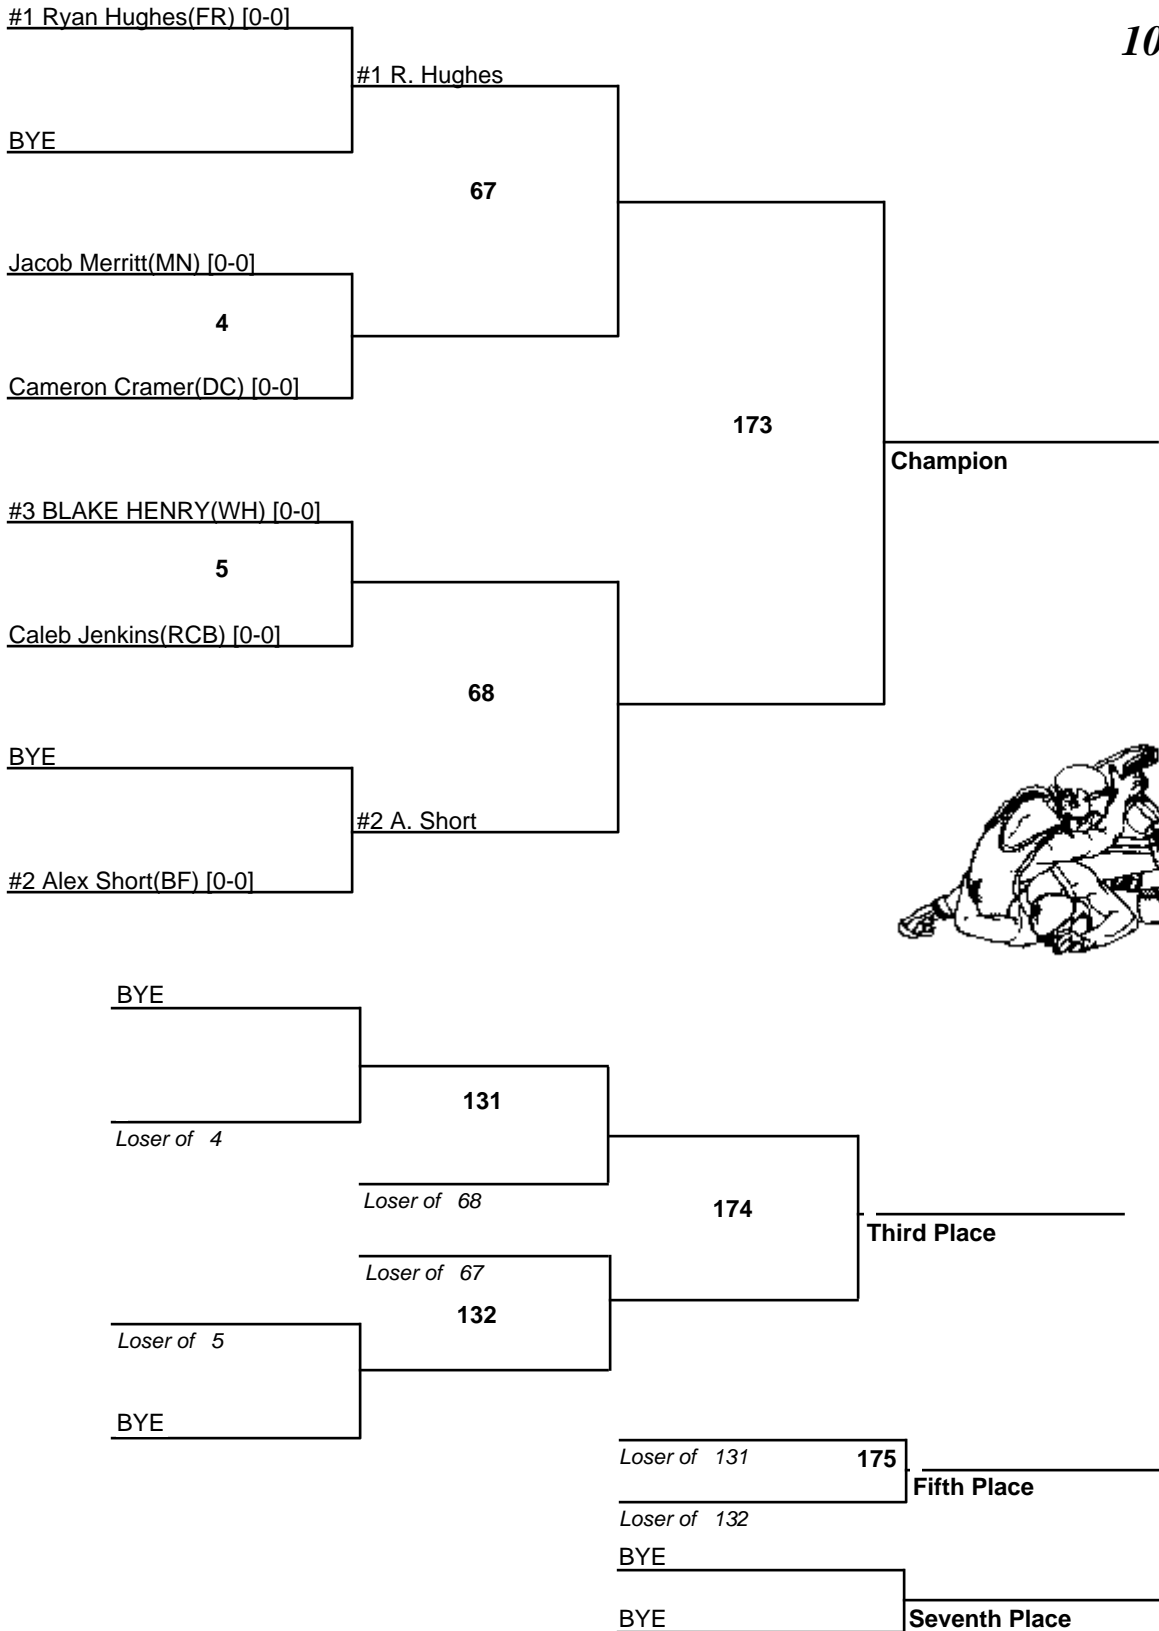 #1 Ryan Hughes(FR) [0-0]
10
#1 R. Hughes
BYE
67
Jacob Merritt(MN) [0-0]
4
Cameron Cramer(DC) [0-0]
173
Champion
#3 BLAKE HENRY(WH) [0-0]
5
Caleb Jenkins(RCB) [0-0]
68
BYE
#2 A. Short
#2 Alex Short(BF) [0-0]
BYE
131
Loser of 4
Loser of 68
174
Third Place
Loser of 67
132
Loser of 5
BYE
Loser of 131
175
Fifth Place
Loser of 132
BYE
BYE
Seventh Place